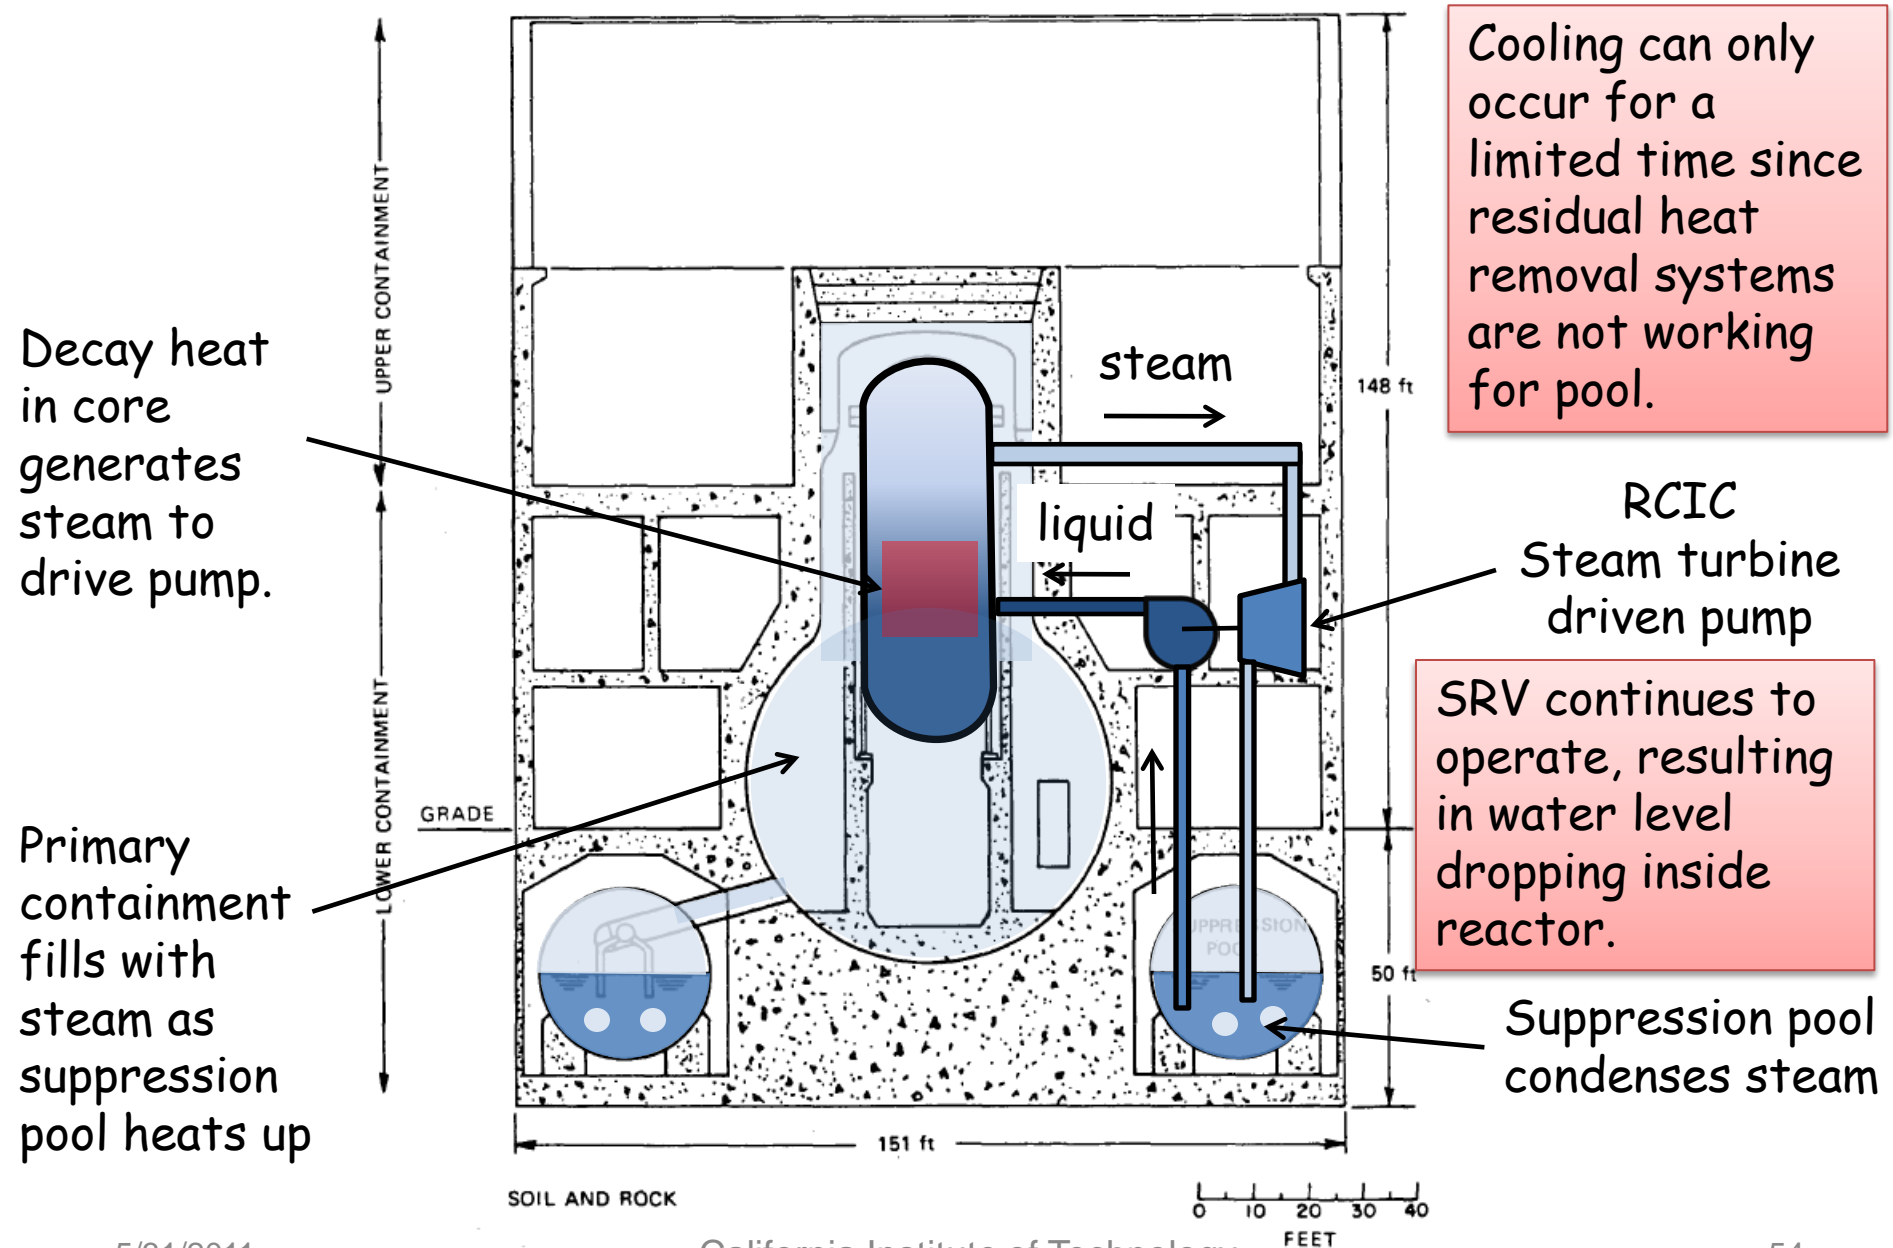 Cooling can only
occur for a
limited time since
residual heat
removal systems
are not working
for pool.
UPPER CONTAINMENT
Decay heat
in core
generates
steam to
drive pump.
steam
148 ft
liquid
RCIC
Steam turbine
driven pump
SRV continues to
operate, resulting
in water level
dropping inside
reactor.
LOWER CONTAINMENT
GRADE
Primary
containment
fills with
steam as
suppression
pool heats up
50 ft
Suppression pool
condenses steam
151 ft
SOIL AND ROCK
0 10 20 30 40
FEET
California Institute of Technology
54